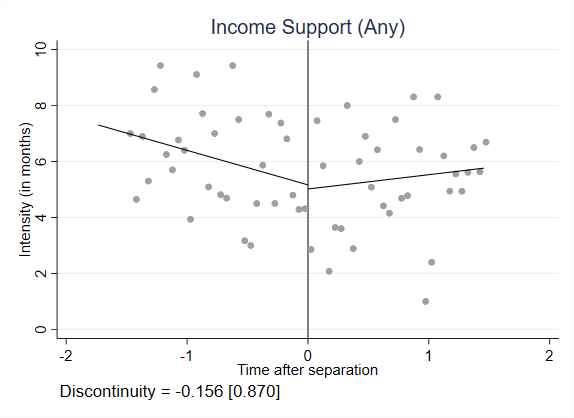 Income Support (Any)
Intensity (in months)
10
8
6
4
2
0
-2 -1 0 1 2
Time after separation
Discontinuity = -0.156 [0.870]